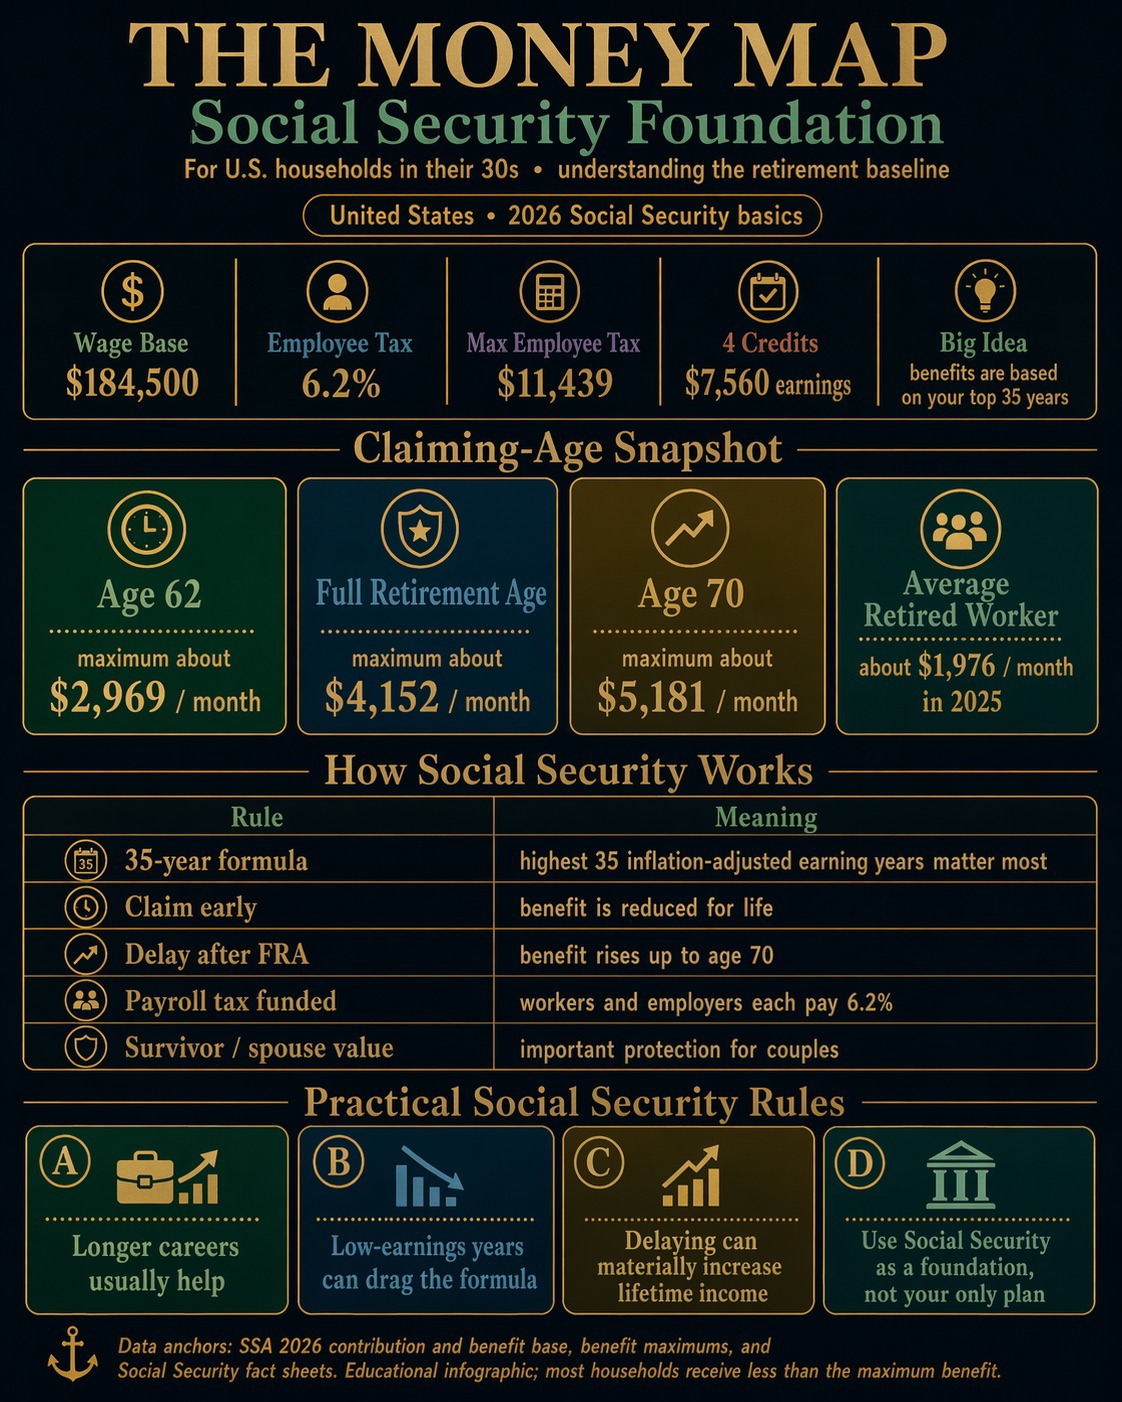 THE MONEY MAP
Social Security Foundation
For U.S. households in their 30s • understanding the retirement baseline
United States • 2026 Social Security basics
$
Wage Base
$184,500
Employee Tax
6.2%
Max Employee Tax
$11,439
4 Credits
$7,560 earnings
Big Idea
benefits are based
on your top 35 years
Claiming-Age Snapshot
Age 62
maximum about
$2,969 / month
Full Retirement Age
maximum about
$4,152 / month
Age 70
maximum about
$5,181 / month
Average
Retired Worker
about $1,976 / month
in 2025
How Social Security Works
Rule
Meaning
35
35-year formula
highest 35 inflation-adjusted earning years matter most
Claim early
benefit is reduced for life
Delay after FRA
benefit rises up to age 70
Payroll tax funded
workers and employers each pay 6.2%
Survivor / spouse value
important protection for couples
Practical Social Security Rules
A
Longer careers
usually help
B
Low-earnings years
can drag the formula
C
Delaying can
materially increase
lifetime income
D
Use Social Security
as a foundation,
not your only plan
Data anchors: SSA 2026 contribution and benefit base, benefit maximums, and
Social Security fact sheets. Educational infographic; most households receive less than the maximum benefit.